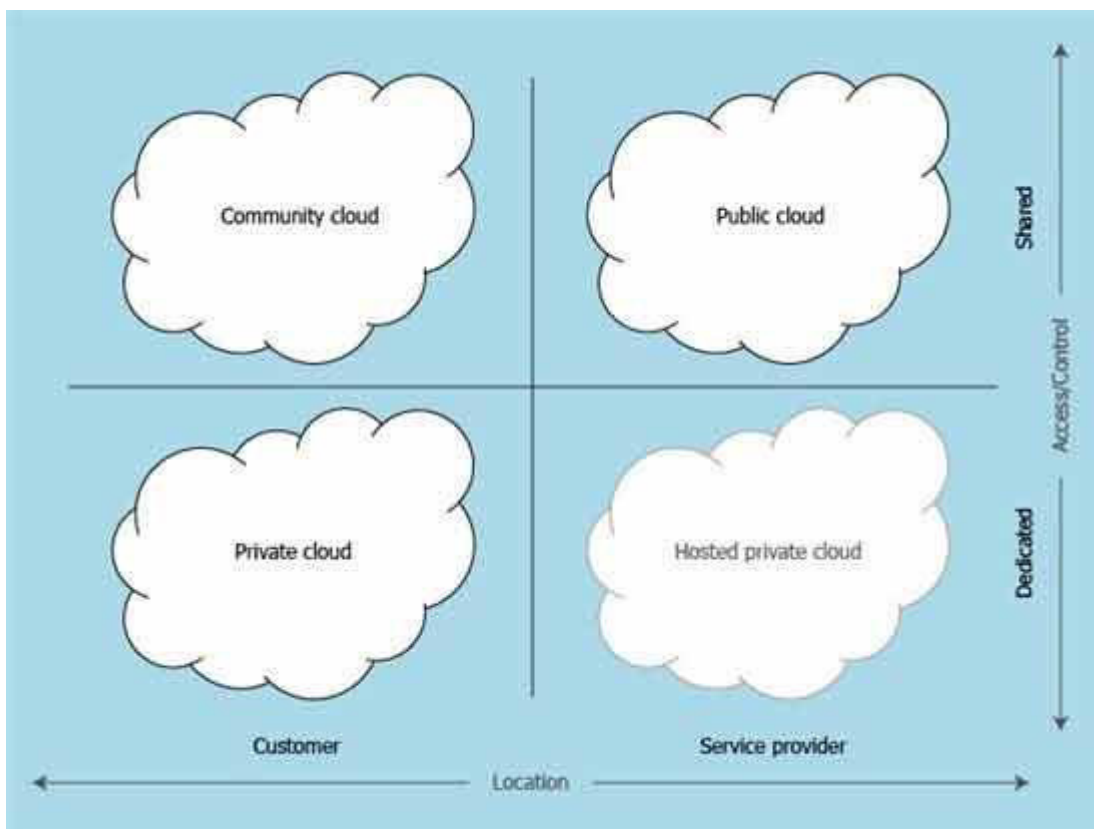 Community cloud
Public cloud
Shared
Access/Control
Private cloud
Hosted private cloud
Dedicated
Customer
Service provider
Location